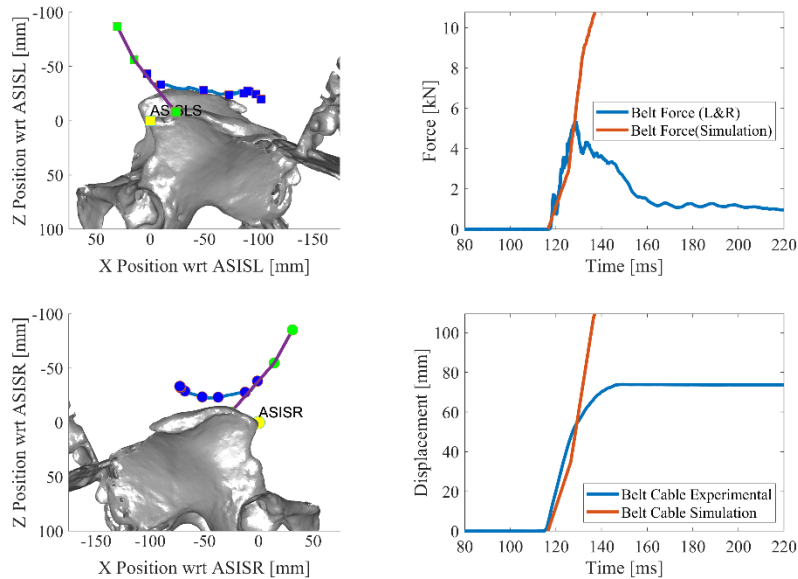 -100
-50
0
50
100
Z Position wrt ASISL [mm]
ASISLS
50 0 -50 -100 -150
X Position wrt ASISL [mm]
10
8
6
4
2
0
Force [kN]
Belt Force (L&R)
Belt Force(Simulation)
80 100 120 140 160 180 200 220
Time [ms]
-100
-50
0
50
100
Z Position wrt ASISR [mm]
ASISR
-150 -100 -50 0 50
X Position wrt ASISR [mm]
100
80
60
40
20
0
Displacement [mm]
Belt Cable Experimental
Belt Cable Simulation
80 100 120 140 160 180 200 220
Time [ms]